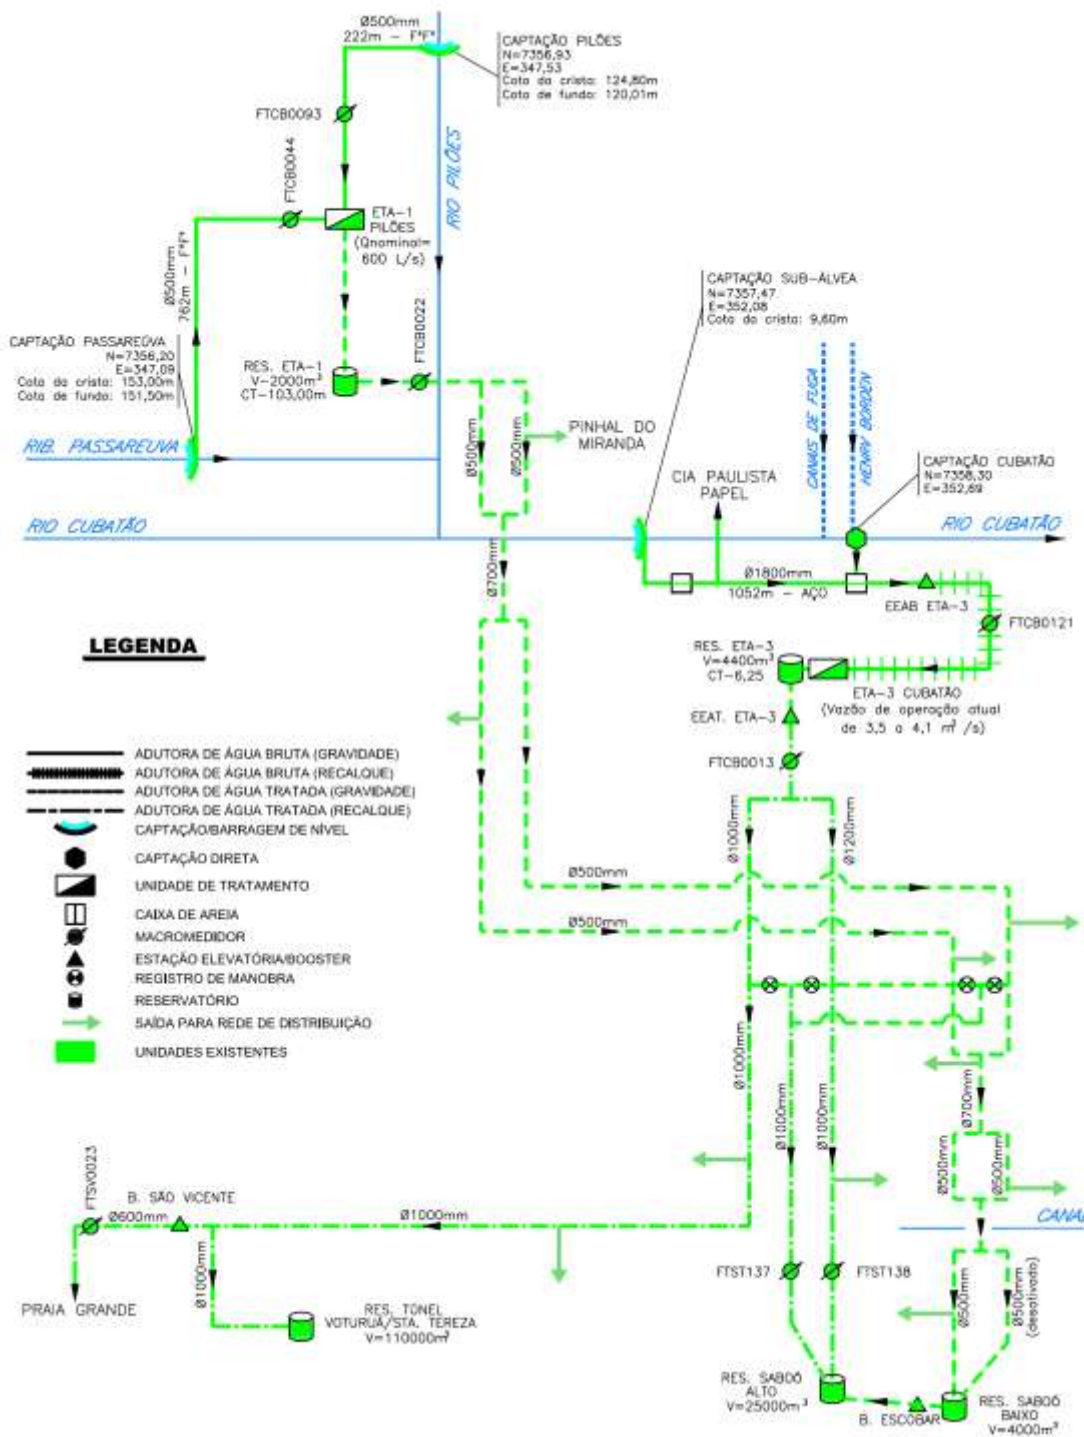 Ø500mm
222m - FºFº
CAPTAÇÃO PILÕES
N=7356,93
E=347,53
Cota da crista: 124,80m
Cota de fundo: 120,01m
FTCB0093
FTCB0044
RIO PILÕES
ETA-1
PILÕES
(Qnominal=
600 L/s)
Ø500mm
762m - FºFº
FTCB0022
CAPTAÇÃO SUB-ÁLVEA
N=7357,47
E=352,08
Cota da crista: 9,60m
CAPTAÇÃO PASSAREÚVA
N=7356,20
E=347,09
Cota da crista: 153,00m
Cota de fundo: 151,50m
RES. ETA-1
V-2000m³
CT-103,00m
RIB. PASSAREUVA
Ø500mm
Ø500mm
PINHAL DO
MIRANDA
CANAIS DE FUGA
HENRY BORDEN
CAPTAÇÃO CUBATÃO
N=7358,30
E=352,69
CIA PAULISTA
PAPEL
RIO CUBATÃO
RIO CUBATÃO
Ø700mm
Ø1800mm
1052m - AÇO
EEAB ETA-3
FTCB0121
RES. ETA-3
V=4400m³
CT-6,25
ETA-3 CUBATÃO
(Vazão de operação atual
de 3,5 a 4,1 m³ /s)
EEAT. ETA-3
FTCB0013
LEGENDA
ADUTORA DE ÁGUA BRUTA (GRAVIDADE)
ADUTORA DE ÁGUA BRUTA (RECALQUE)
ADUTORA DE ÁGUA TRATADA (GRAVIDADE)
ADUTORA DE ÁGUA TRATADA (RECALQUE)
CAPTAÇÃO/BARRAGEM DE NÍVEL
CAPTAÇÃO DIRETA
UNIDADE DE TRATAMENTO
CAIXA DE AREIA
MACROMEDIDOR
ESTAÇÃO ELEVATÓRIA/BOOSTER
REGISTRO DE MANOBRA
RESERVATÓRIO
SAÍDA PARA REDE DE DISTRIBUIÇÃO
UNIDADES EXISTENTES
Ø1000mm
Ø1200mm
Ø500mm
Ø500mm
Ø1000mm
Ø1000mm
Ø1000mm
Ø700mm
Ø500mm
Ø500mm
CANAL
FTSV0023
B. SÃO VICENTE
Ø600mm
Ø1000mm
Ø1000mm
PRAIA GRANDE
RES. TÚNEL
VOTURUÁ/STA. TEREZA
V=110000m³
FTST137
FTST138
Ø500mm
Ø500mm
(desativado)
RES. SABOÓ
ALTO
V=25000m³
B. ESCOBAR
RES. SABOÓ
BAIXO
V=4000m³